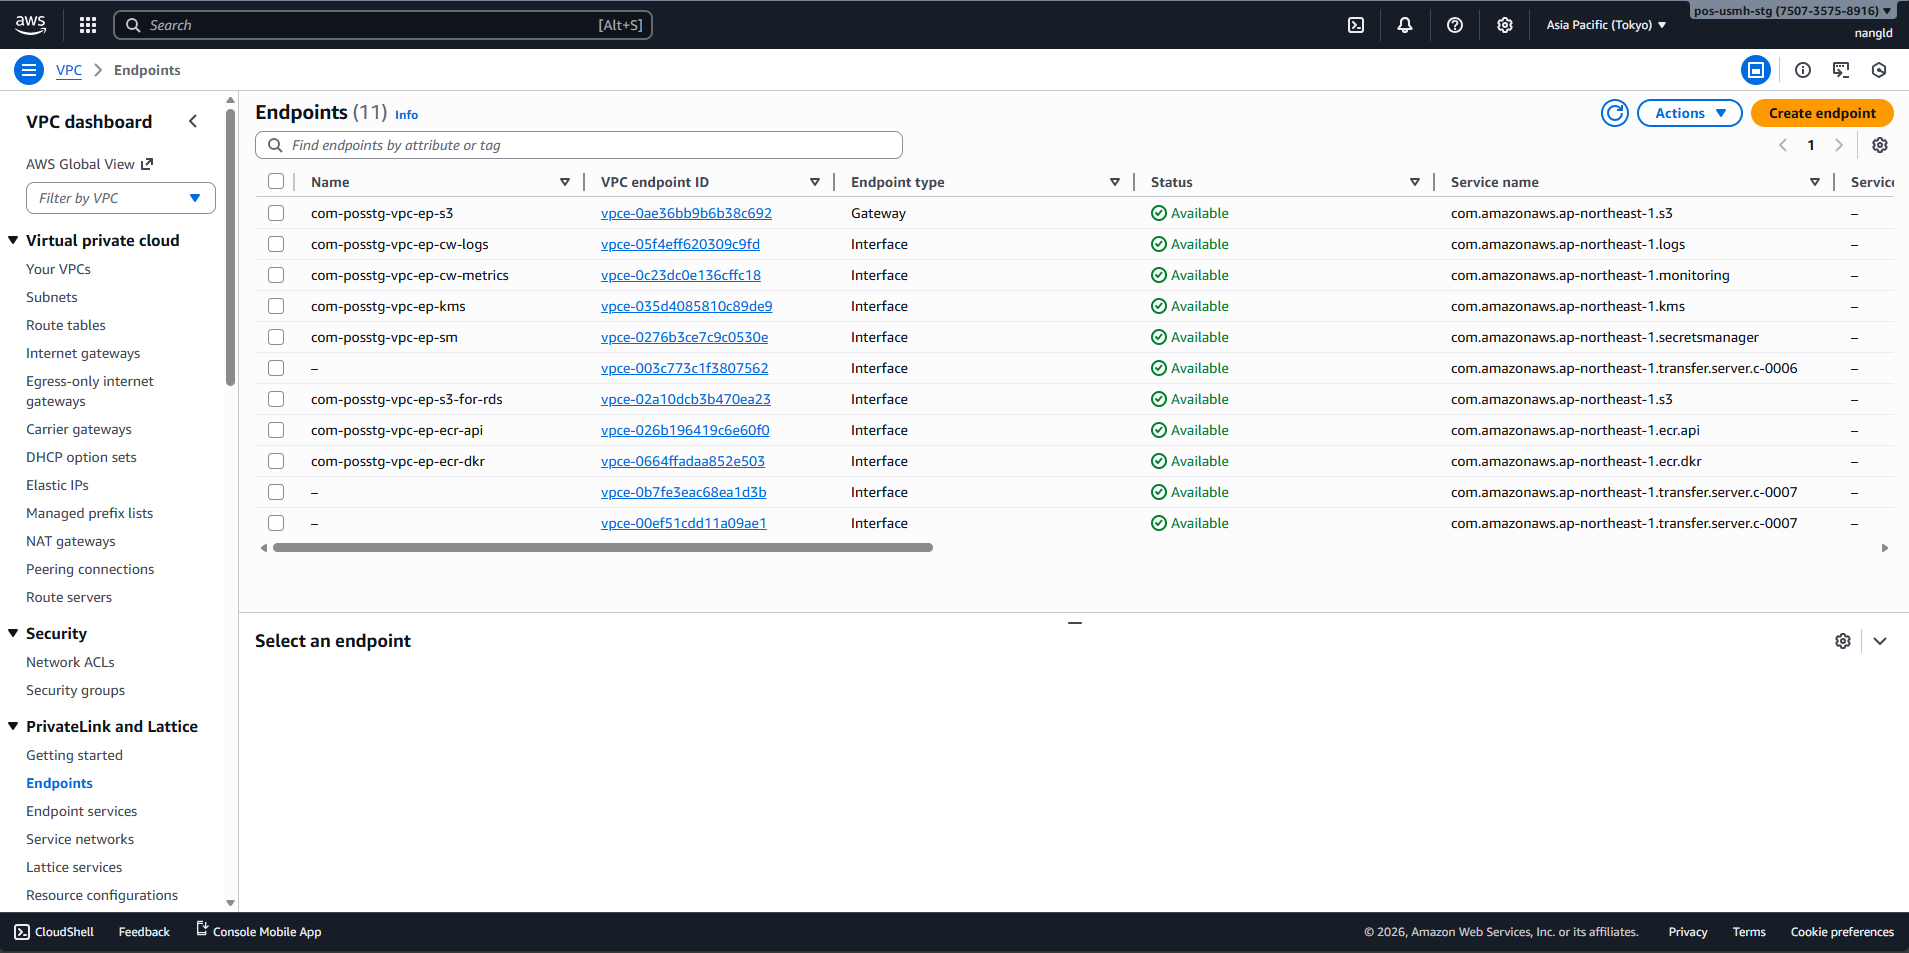 aws
Search [Alt+S]
Asia Pacific (Tokyo)
pos-usmh-stg (7507-3575-8916)
nangld
VPC
Endpoints
VPC dashboard
AWS Global View
Filter by VPC
Virtual private cloud
Your VPCs
Subnets
Route tables
Internet gateways
Egress-only internet
gateways
Carrier gateways
DHCP option sets
Elastic IPs
Managed prefix lists
NAT gateways
Peering connections
Route servers
Security
Network ACLs
Security groups
PrivateLink and Lattice
Getting started
Endpoints
Endpoint services
Service networks
Lattice services
Resource configurations
Endpoints (11) Info
Actions
Create endpoint
Find endpoints by attribute or tag
1
Name VPC endpoint ID Endpoint type Status Service name Service
com-posstg-vpc-ep-s3 vpce-0ae36bb9b6b38c692 Gateway Available com.amazonaws.ap-northeast-1.s3 –
com-posstg-vpc-ep-cw-logs vpce-05f4eff620309c9fd Interface Available com.amazonaws.ap-northeast-1.logs –
com-posstg-vpc-ep-cw-metrics vpce-0c23dc0e136cffc18 Interface Available com.amazonaws.ap-northeast-1.monitoring –
com-posstg-vpc-ep-kms vpce-035d4085810c89de9 Interface Available com.amazonaws.ap-northeast-1.kms –
com-posstg-vpc-ep-sm vpce-0276b3ce7c9c0530e Interface Available com.amazonaws.ap-northeast-1.secretsmanager –
– vpce-003c773c1f3807562 Interface Available com.amazonaws.ap-northeast-1.transfer.server.c-0006 –
com-posstg-vpc-ep-s3-for-rds vpce-02a10dcb3b470ea23 Interface Available com.amazonaws.ap-northeast-1.s3 –
com-posstg-vpc-ep-ecr-api vpce-026b196419c6e60f0 Interface Available com.amazonaws.ap-northeast-1.ecr.api –
com-posstg-vpc-ep-ecr-dkr vpce-0664ffadaa852e503 Interface Available com.amazonaws.ap-northeast-1.ecr.dkr –
– vpce-0b7fe3eac68ea1d3b Interface Available com.amazonaws.ap-northeast-1.transfer.server.c-0007 –
– vpce-00ef51cdd11a09ae1 Interface Available com.amazonaws.ap-northeast-1.transfer.server.c-0007 –
Select an endpoint
CloudShell
Feedback
Console Mobile App
© 2026, Amazon Web Services, Inc. or its affiliates.
Privacy
Terms
Cookie preferences